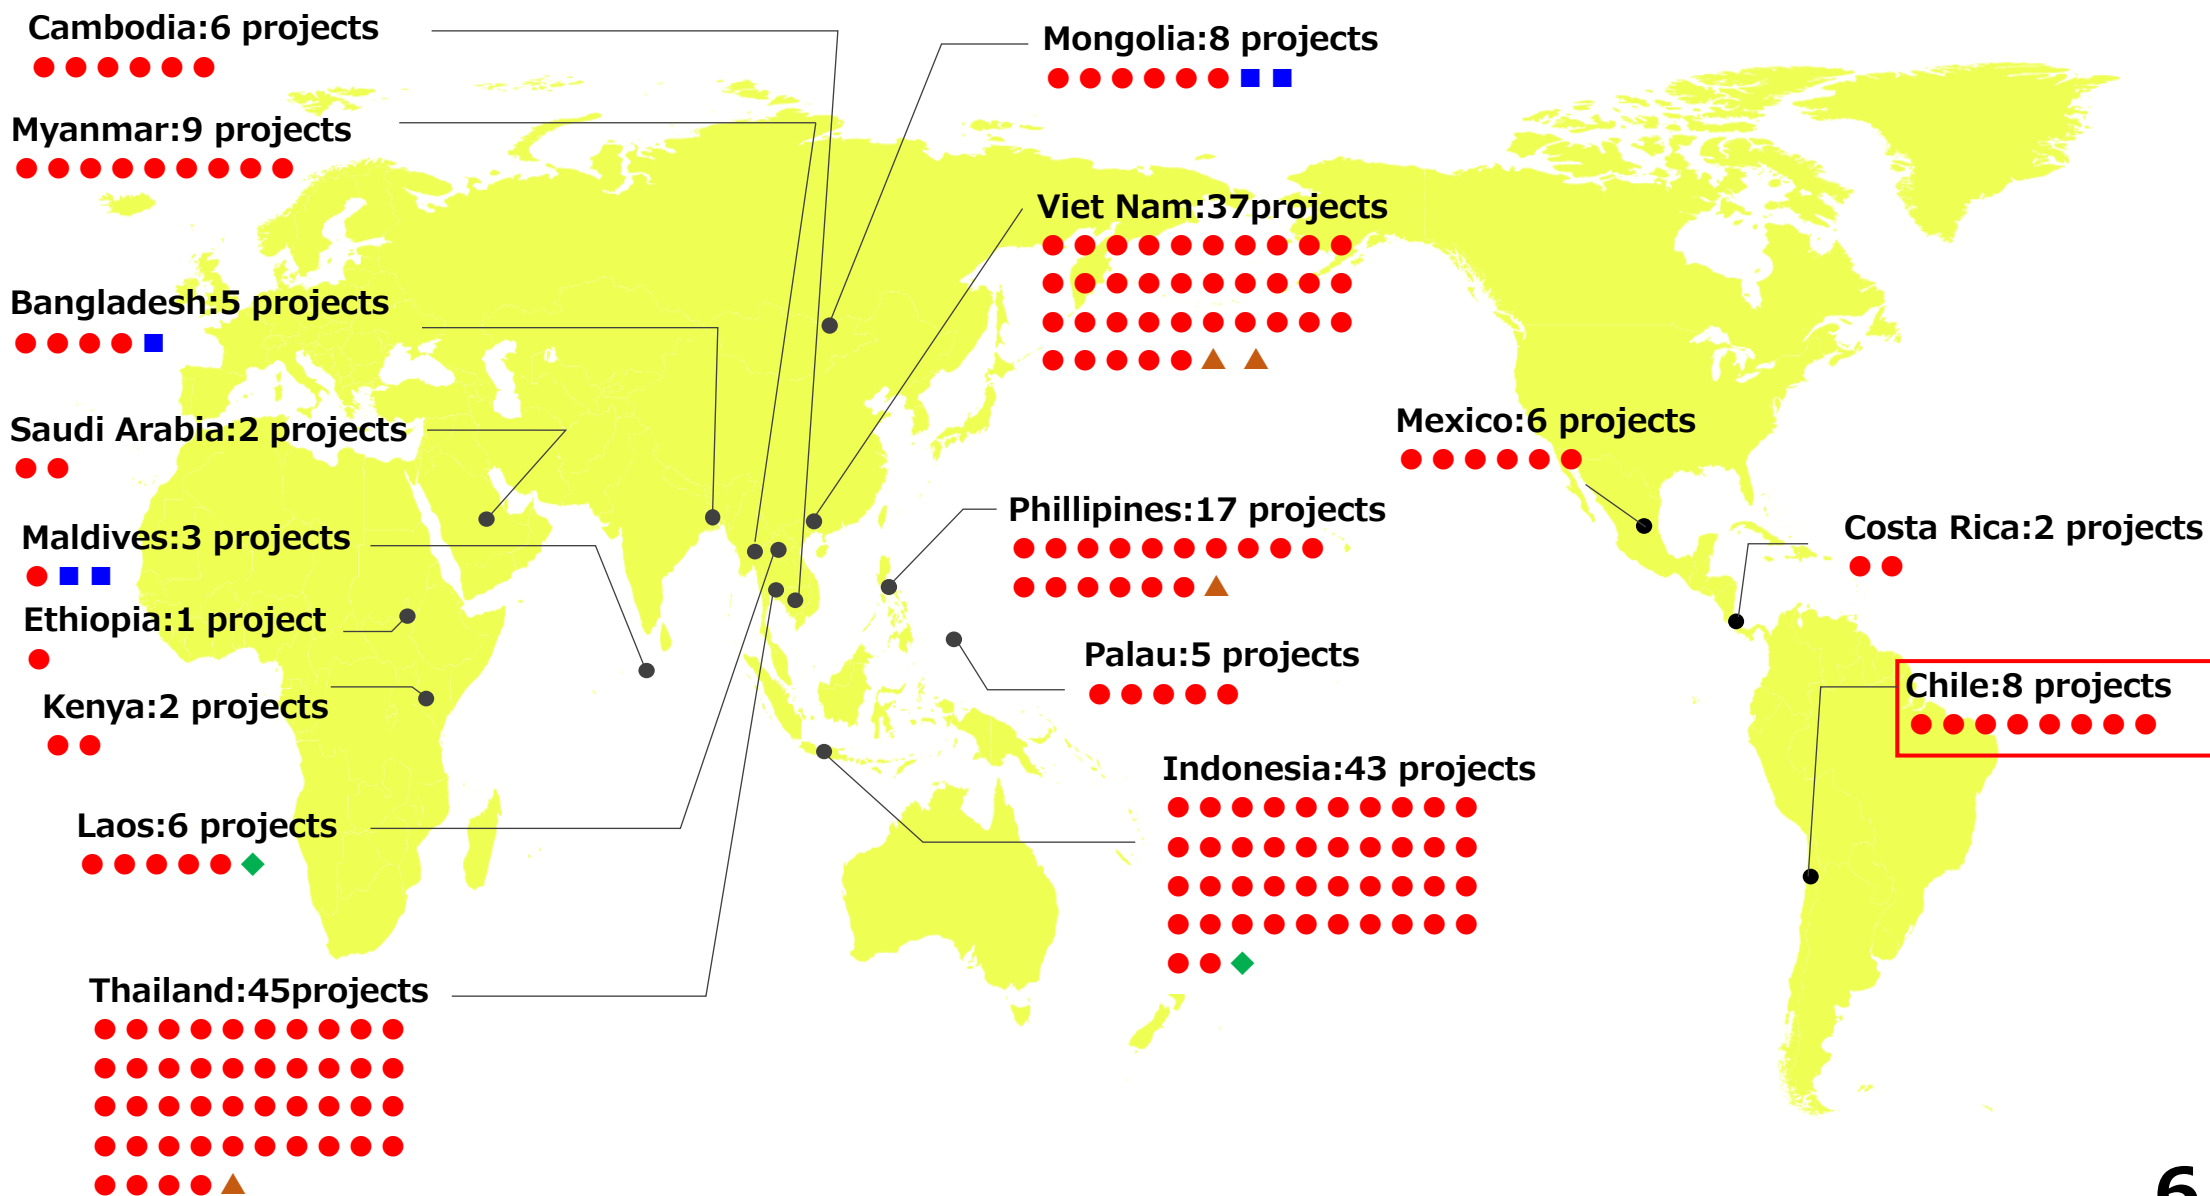 Cambodia:6 projects
Mongolia:8 projects
Myanmar:9 projects
Viet Nam:37projects
Bangladesh:5 projects
Saudi Arabia:2 projects
Mexico:6 projects
Phillipines:17 projects
Costa Rica:2 projects
Maldives:3 projects
Ethiopia:1 project
Palau:5 projects
Chile:8 projects
Kenya:2 projects
Indonesia:43 projects
Laos:6 projects
Thailand:45projects
6